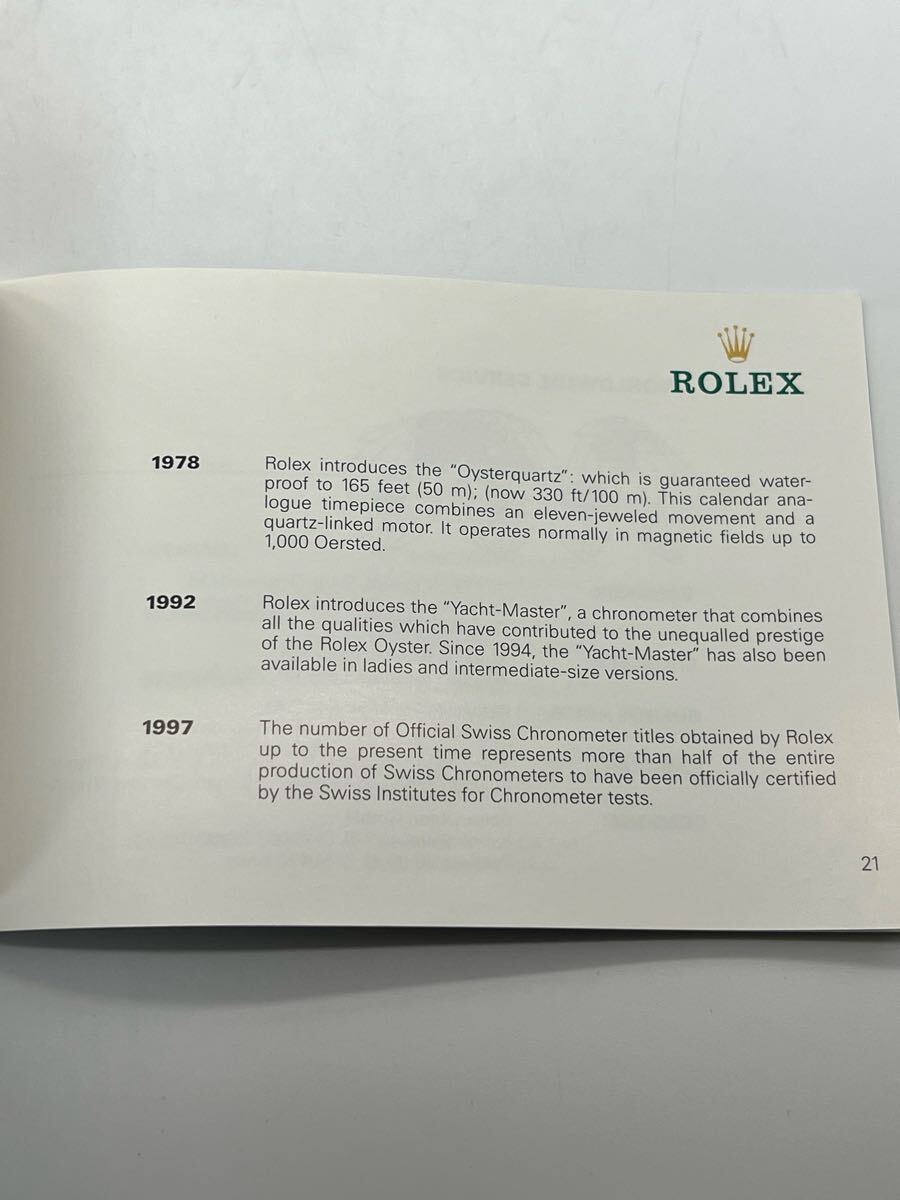 ROLEX
1978 Rolex introduces the "Oysterquartz": which is guaranteed water-
proof to 165 feet (50 m); (now 330 ft/100 m). This calendar ana-
logue timepiece combines an eleven-jeweled movement and a
quartz-linked motor. It operates normally in magnetic fields up to
1,000 Oersted.
1992 Rolex introduces the "Yacht-Master", a chronometer that combines
all the qualities which have contributed to the unequalled prestige
of the Rolex Oyster. Since 1994, the "Yacht-Master" has also been
available in ladies and intermediate-size versions.
1997 The number of Official Swiss Chronometer titles obtained by Rolex
up to the present time represents more than half of the entire
production of Swiss Chronometers to have been officially certified
by the Swiss Institutes for Chronometer tests.
21